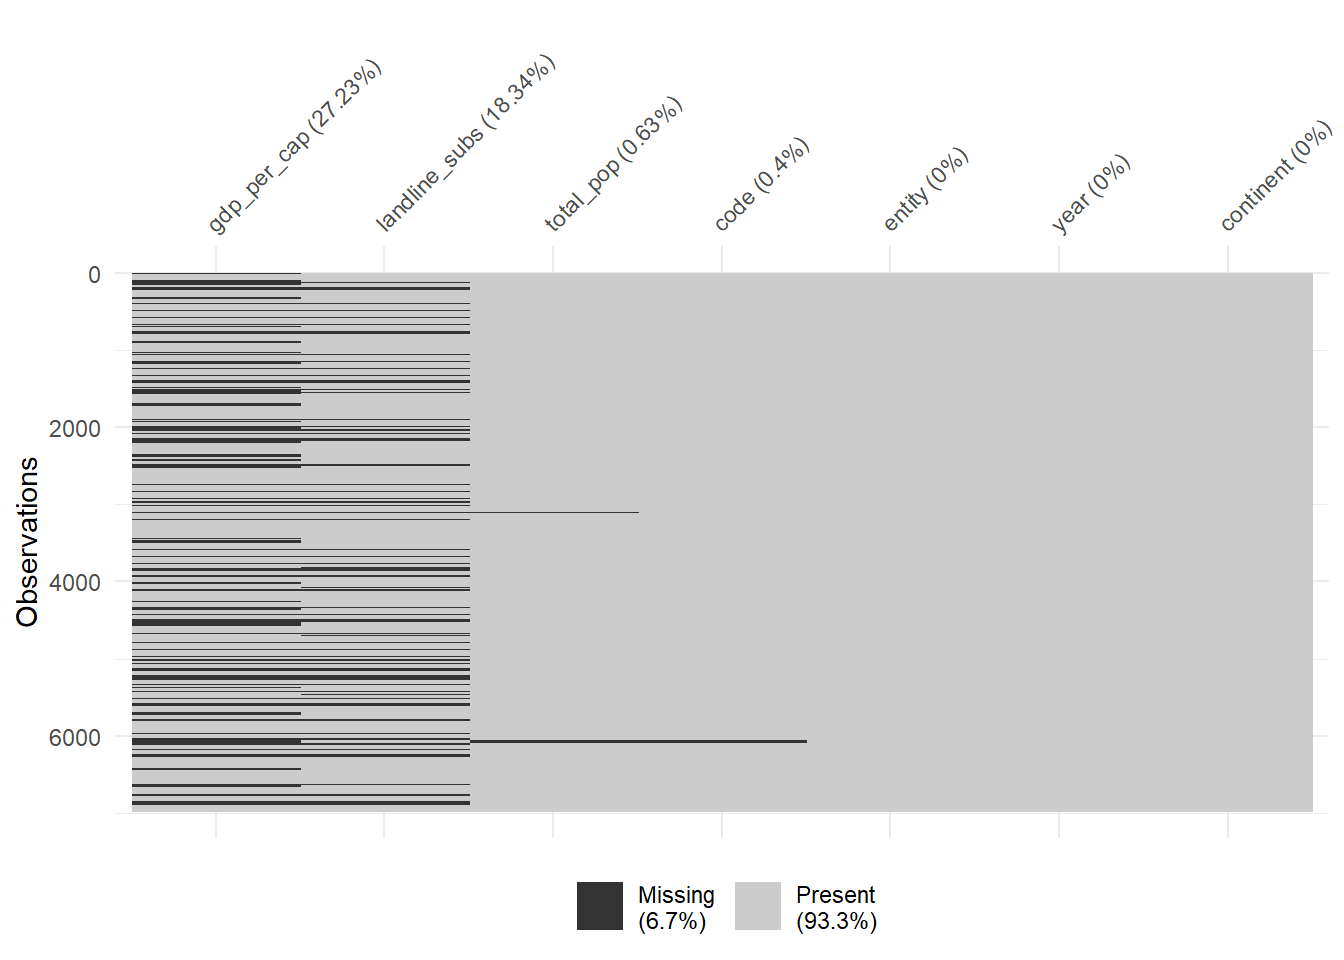 gdp_per_cap (27.23%)
landline_subs (18.34%)
total_pop (0.63%)
code (0.4%)
entity (0%)
year (0%)
continent (0%)
0
2000
4000
6000
Observations
Missing
(6.7%)
Present
(93.3%)